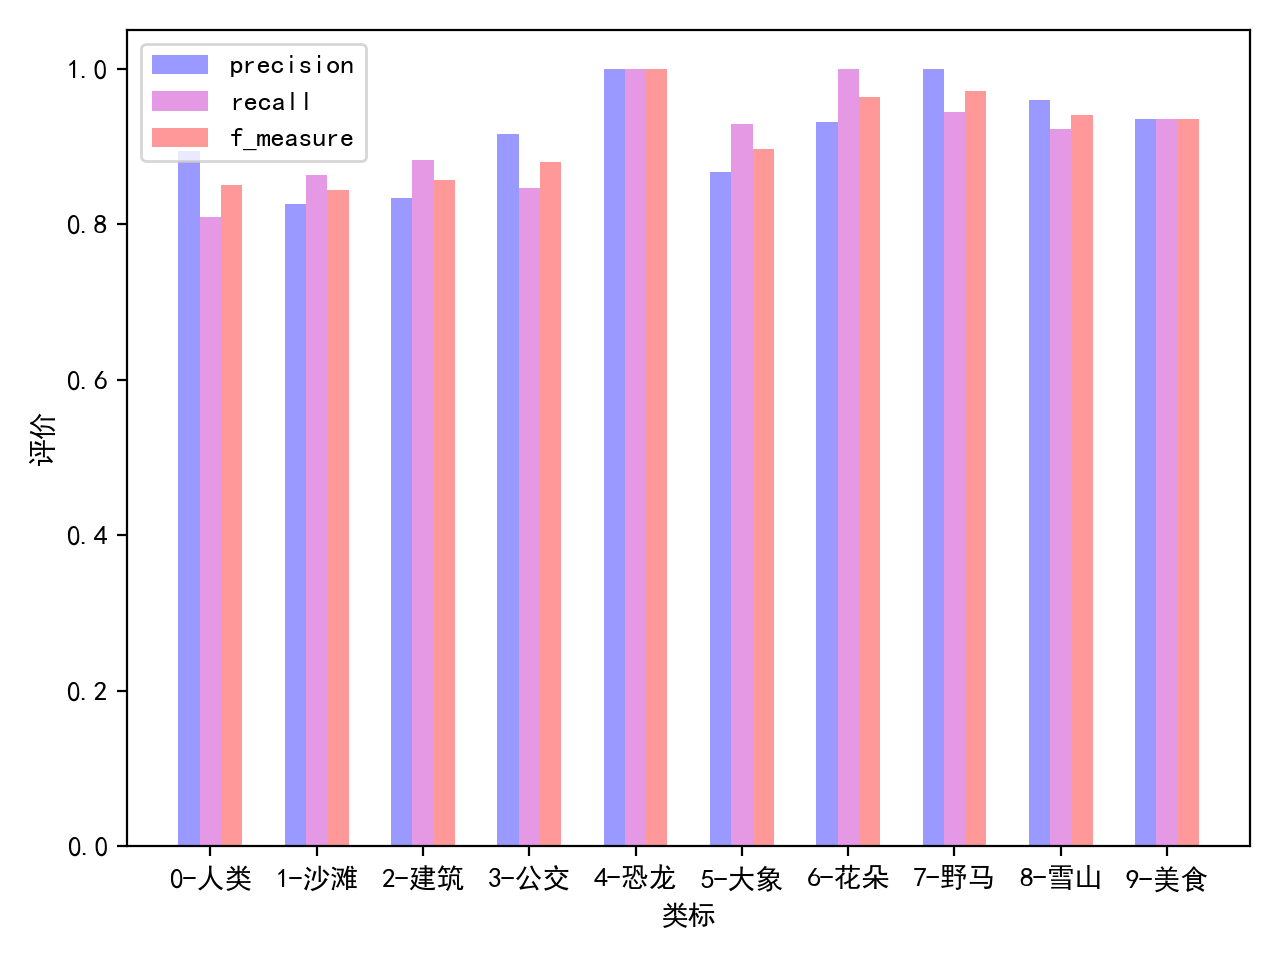 precision
recall
f_measure
1.0
0.8
0.6
0.4
0.2
0.0
评价
0-人类 1-沙滩 2-建筑 3-公交 4-恐龙 5-大象 6-花朵 7-野马 8-雪山 9-美食
类标